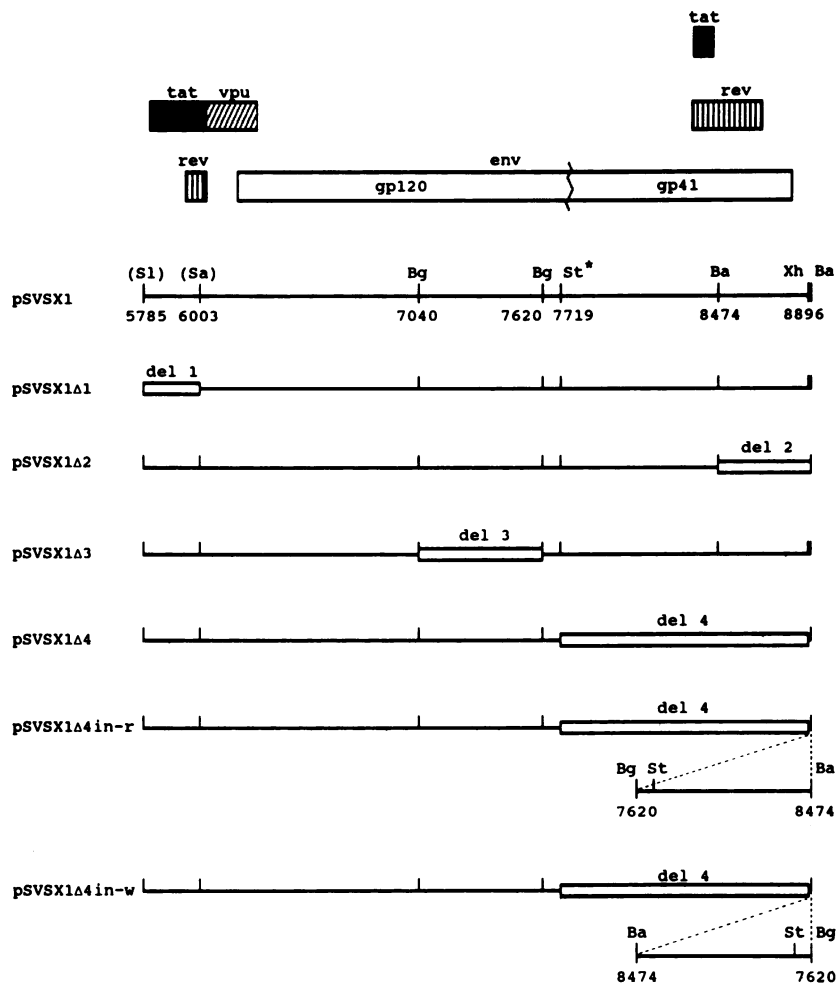 tat
tat vpu
rev
rev
env
gp120 gp41
(Sl) (Sa) Bg Bg St* Ba Xh Ba
pSVSX1
5785 6003 7040 7620 7719 8474 8896
del 1
pSVSX1Δ1
del 2
pSVSX1Δ2
del 3
pSVSX1Δ3
del 4
pSVSX1Δ4
del 4
pSVSX1Δ4in-r
Bg St Ba
7620 8474
del 4
pSVSX1Δ4in-w
Ba St Bg
8474 7620